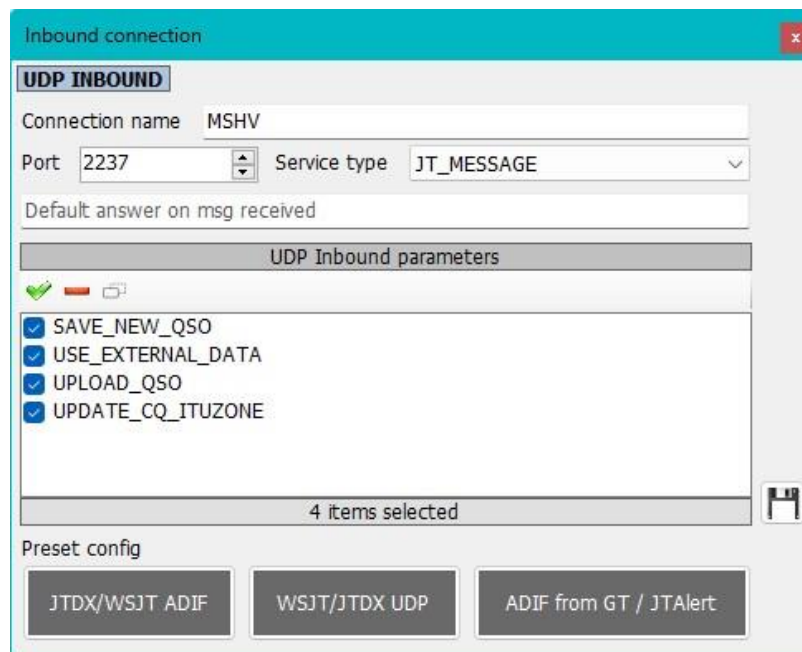 Inbound connection
x
UDP INBOUND
Connection name MSHV
Port 2237 Service type JT_MESSAGE
Default answer on msg received
UDP Inbound parameters
SAVE_NEW_QSO
USE_EXTERNAL_DATA
UPLOAD_QSO
UPDATE_CQ_ITUZONE
4 items selected
Preset config
JTDX/WSJT ADIF WSJT/JTDX UDP ADIF from GT / JTAlert